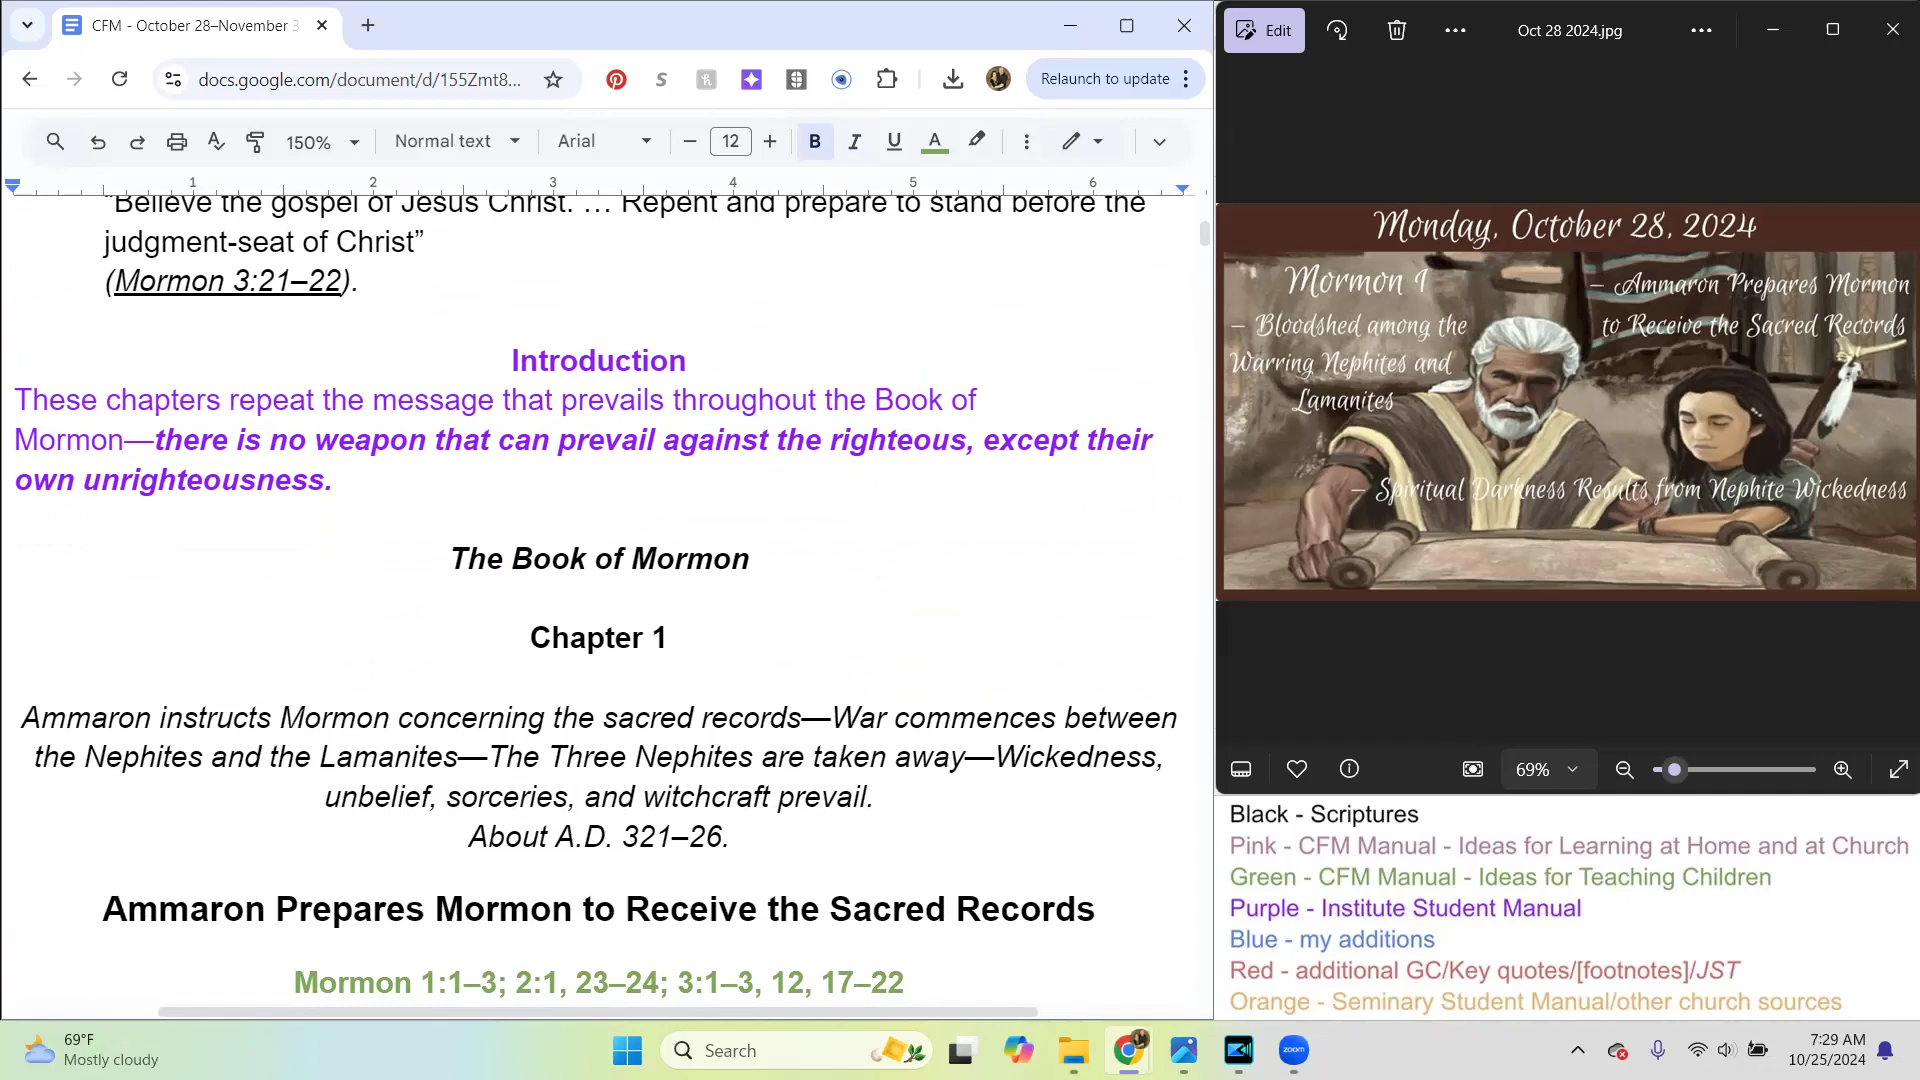 CFM - October 28–November 3
docs.google.com/document/d/155Zmt8...
Relaunch to update
150%
Normal text
Arial
12
1 2 3 4 5 6
“Believe the gospel of Jesus Christ. … Repent and prepare to stand before the
judgment-seat of Christ”
(Mormon 3:21–22).
Introduction
These chapters repeat the message that prevails throughout the Book of
Mormon—there is no weapon that can prevail against the righteous, except their
own unrighteousness.
The Book of Mormon
Chapter 1
Ammaron instructs Mormon concerning the sacred records—War commences between
the Nephites and the Lamanites—The Three Nephites are taken away—Wickedness,
unbelief, sorceries, and witchcraft prevail.
About A.D. 321–26.
Ammaron Prepares Mormon to Receive the Sacred Records
Mormon 1:1–3; 2:1, 23–24; 3:1–3, 12, 17–22
Edit
Oct 28 2024.jpg
Monday, October 28, 2024
Mormon 1
– Bloodshed among the
Warring Nephites and
Lamanites
– Ammaron Prepares Mormon
to Receive the Sacred Records
– Spiritual Darkness Results from Nephite Wickedness
69%
Black - Scriptures
Pink - CFM Manual - Ideas for Learning at Home and at Church
Green - CFM Manual - Ideas for Teaching Children
Purple - Institute Student Manual
Blue - my additions
Red - additional GC/Key quotes/[footnotes]/JST
Orange - Seminary Student Manual/other church sources
69°F
Mostly cloudy
Search
zoom
7:29 AM
10/25/2024